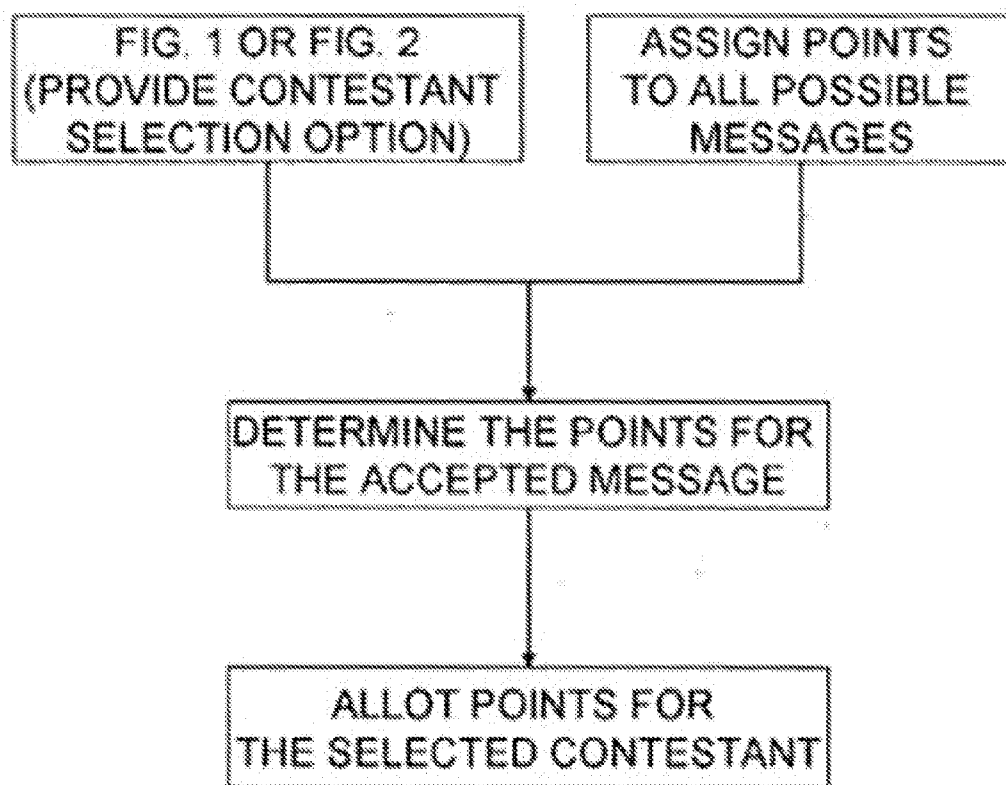 FIG. 1 OR FIG. 2
(PROVIDE CONTESTANT
SELECTION OPTION)
ASSIGN POINTS
TO ALL POSSIBLE
MESSAGES
DETERMINE THE POINTS FOR
THE ACCEPTED MESSAGE
ALLOT POINTS FOR
THE SELECTED CONTESTANT